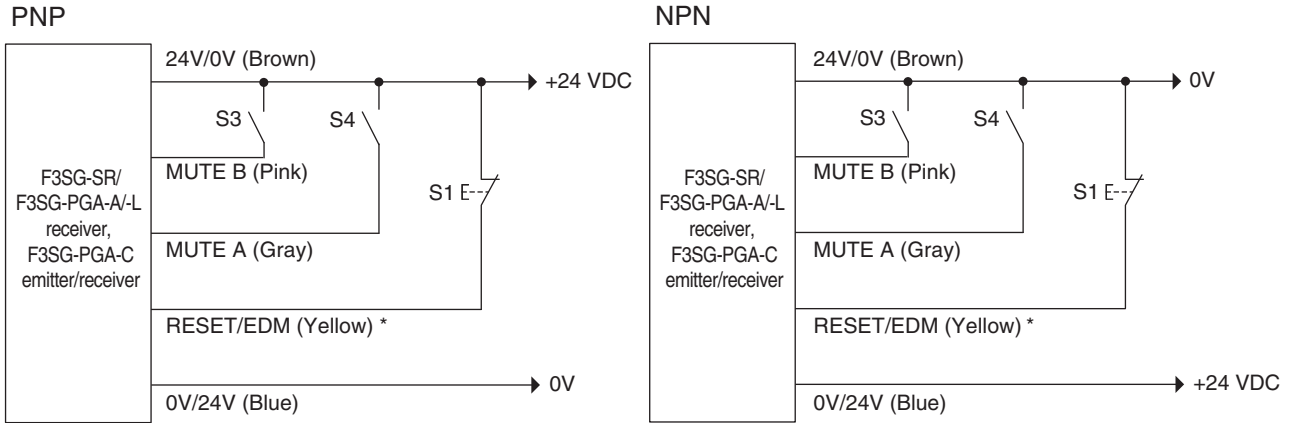 PNP
24V/0V (Brown)
+24 VDC
S3
S4
MUTE B (Pink)
S1
F3SG-SR/
F3SG-PGA-A/-L
receiver,
F3SG-PGA-C
emitter/receiver
MUTE A (Gray)
RESET/EDM (Yellow) *
0V
0V/24V (Blue)
NPN
24V/0V (Brown)
0V
S3
S4
MUTE B (Pink)
S1
F3SG-SR/
F3SG-PGA-A/-L
receiver,
F3SG-PGA-C
emitter/receiver
MUTE A (Gray)
RESET/EDM (Yellow) *
+24 VDC
0V/24V (Blue)